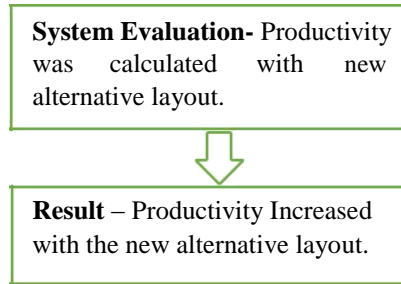 System Evaluation- Productivity
was calculated with new
alternative layout.
Result – Productivity Increased
with the new alternative layout.